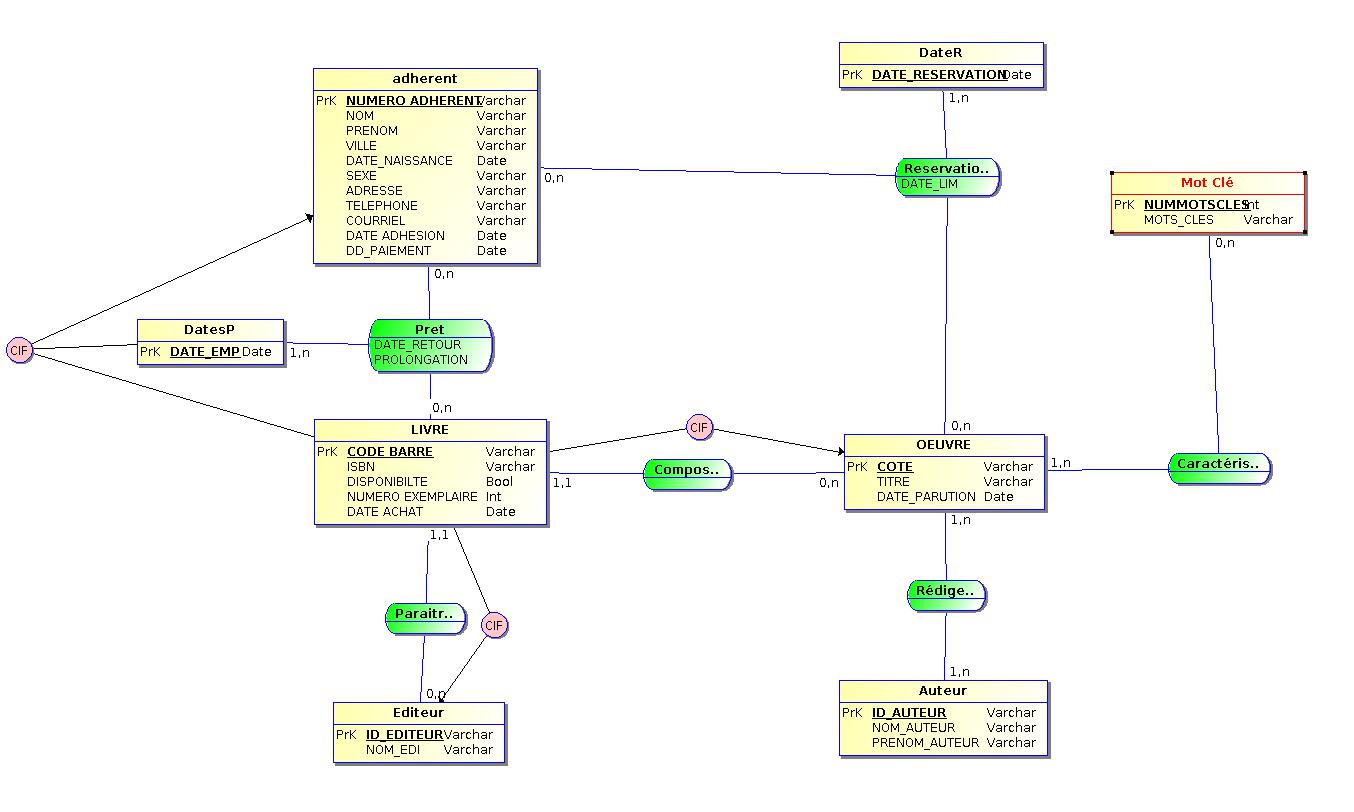 DateR
PrK DATE_RESERVATION Date
1,n
adherent
PrK NUMERO ADHERENT Varchar
NOM Varchar
PRENOM Varchar
VILLE Varchar
DATE_NAISSANCE Date
SEXE Varchar
ADRESSE Varchar
TELEPHONE Varchar
COURRIEL Varchar
DATE ADHESION Date
DD_PAIEMENT Date
0,n
0,n
Reservatio..
DATE_LIM
Mot Clé
PrK NUMMOTSCLES Int
MOTS_CLES Varchar
0,n
CIF
DatesP
PrK DATE_EMP Date
1,n
Pret
DATE_RETOUR
PROLONGATION
0,n
LIVRE
PrK CODE BARRE Varchar
ISBN Varchar
DISPONIBILTE Bool
NUMERO EXEMPLAIRE Int
DATE ACHAT Date
1,1
1,1
CIF
Compos..
0,n
0,n
OEUVRE
PrK COTE Varchar
TITRE Varchar
DATE_PARUTION Date
1,n
1,n
Caractéris..
Rédige..
1,n
Paraitr..
CIF
0,n
Editeur
PrK ID_EDITEUR Varchar
NOM_EDI Varchar
Auteur
PrK ID_AUTEUR Varchar
NOM_AUTEUR Varchar
PRENOM_AUTEUR Varchar